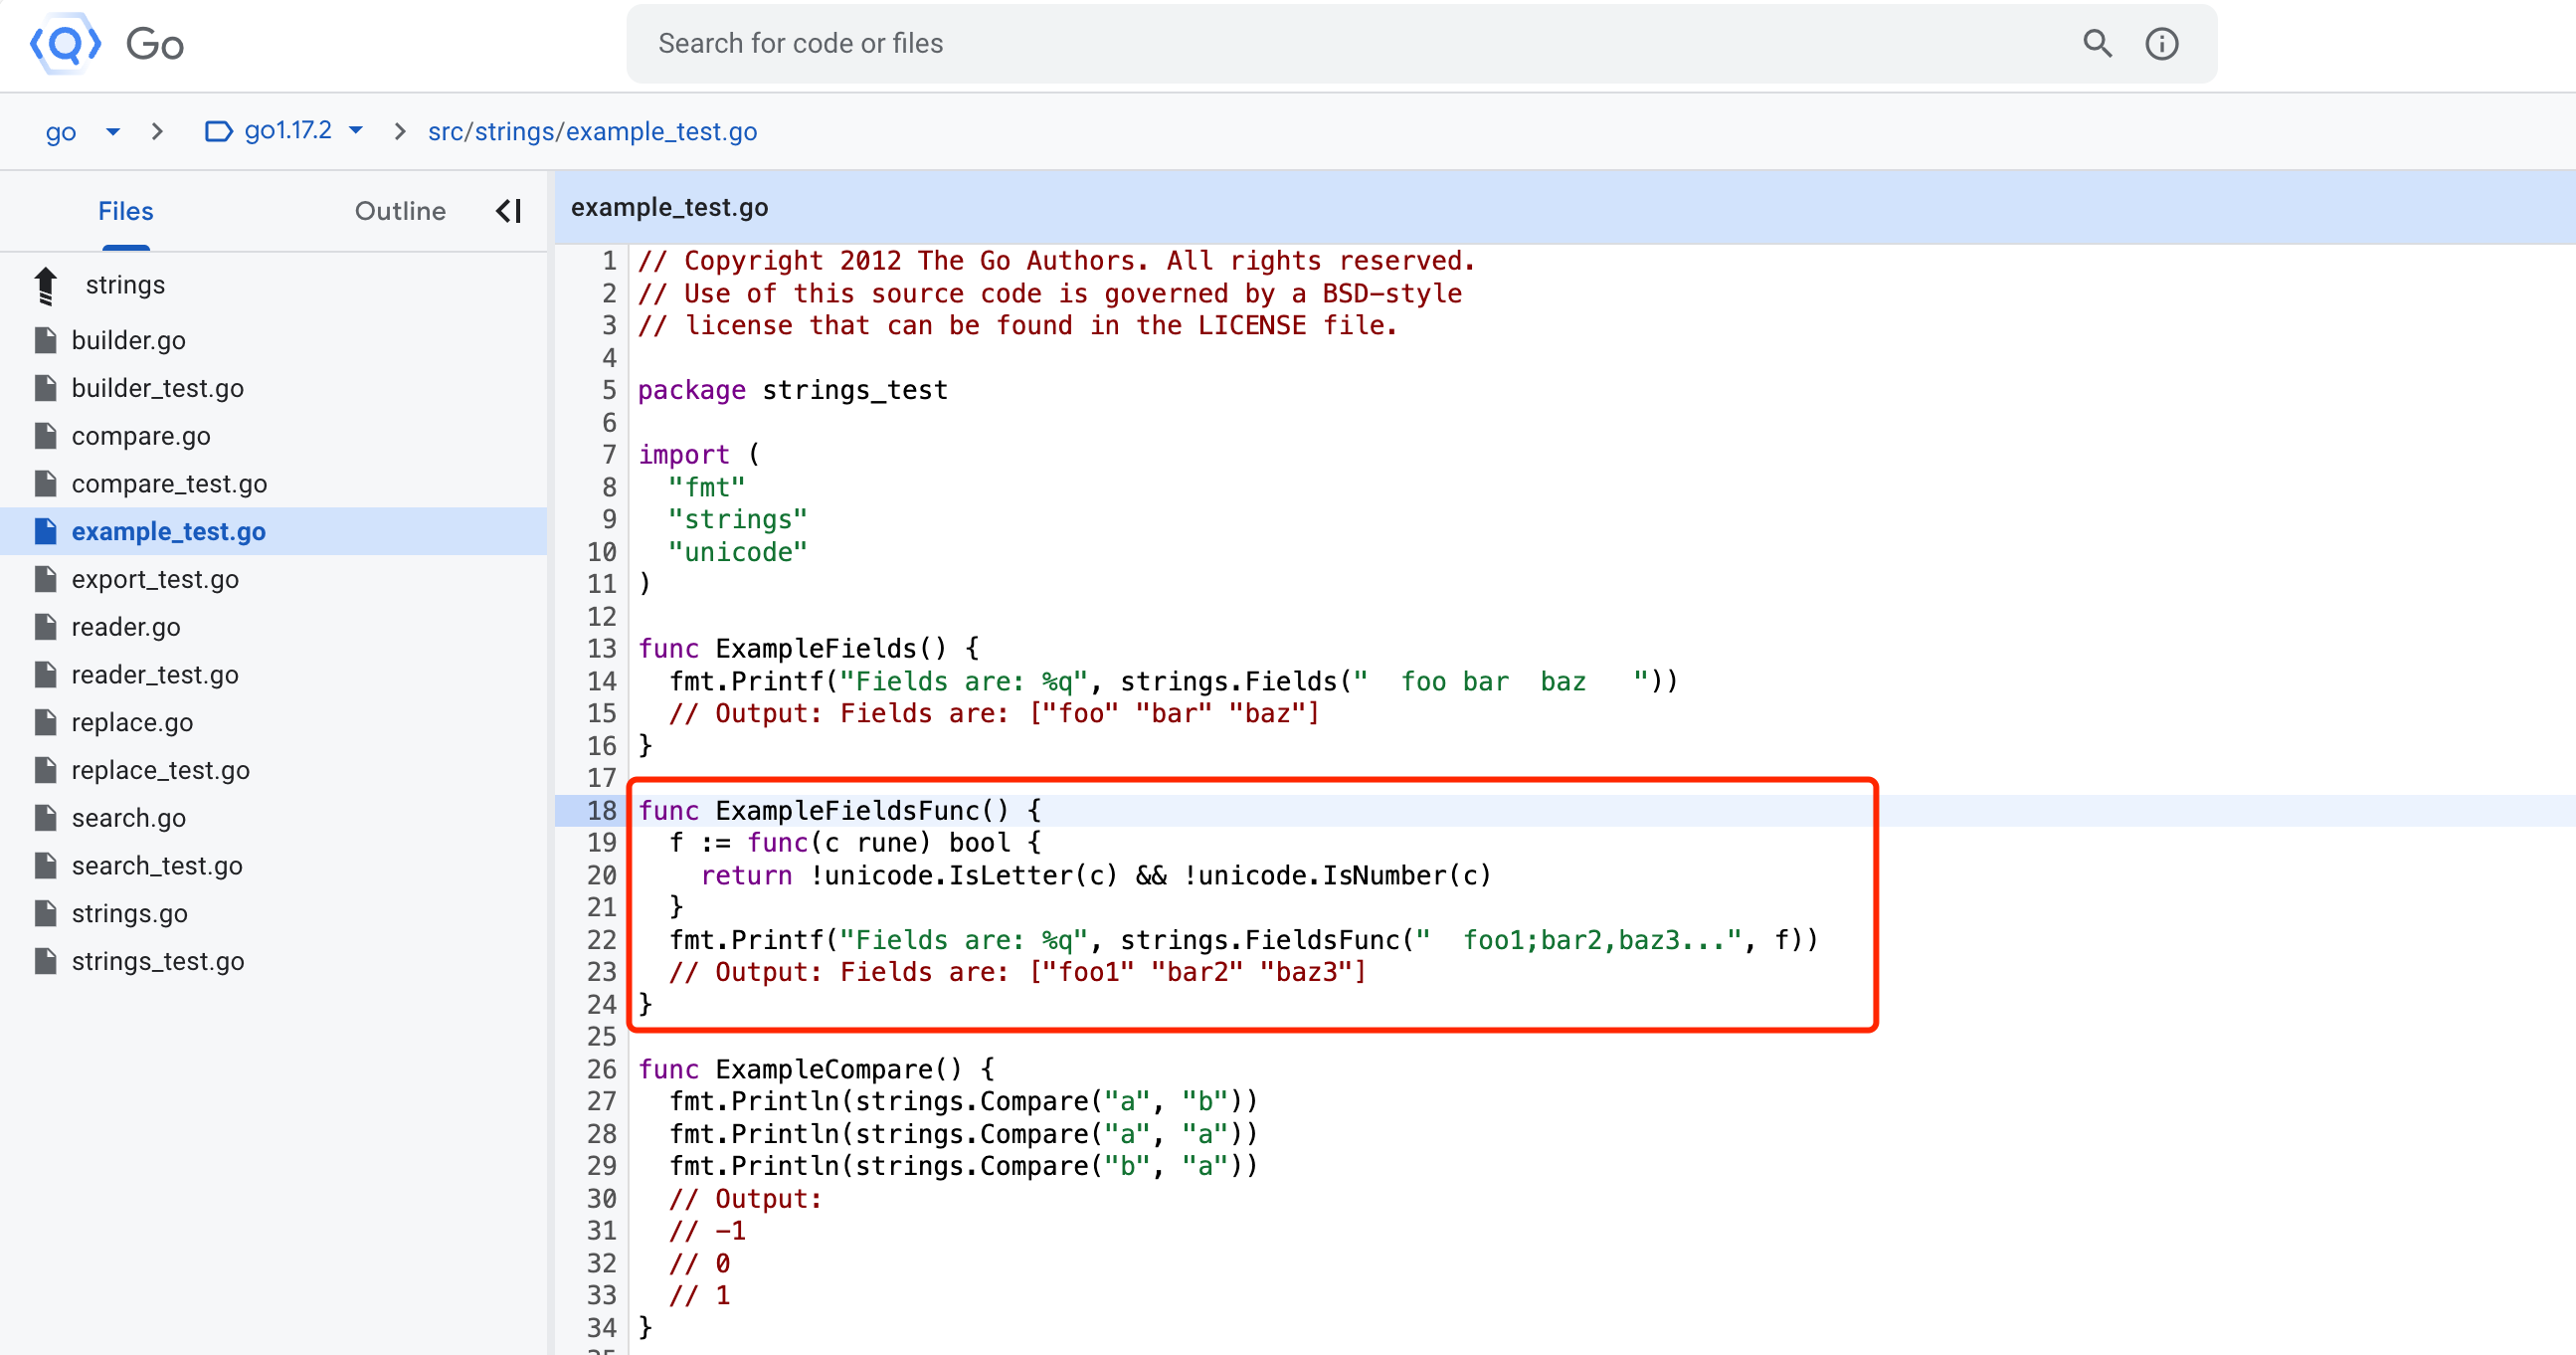 Go
Search for code or files
go > go1.17.2 > src/strings/example_test.go
Files Outline
strings
builder.go
builder_test.go
compare.go
compare_test.go
example_test.go
export_test.go
reader.go
reader_test.go
replace.go
replace_test.go
search.go
search_test.go
strings.go
strings_test.go
example_test.go
1 // Copyright 2012 The Go Authors. All rights reserved.
2 // Use of this source code is governed by a BSD-style
3 // license that can be found in the LICENSE file.
4
5 package strings_test
6
7 import (
8   "fmt"
9   "strings"
10   "unicode"
11 )
12
13 func ExampleFields() {
14   fmt.Printf("Fields are: %q", strings.Fields("  foo bar  baz   "))
15   // Output: Fields are: ["foo" "bar" "baz"]
16 }
17
18 func ExampleFieldsFunc() {
19   f := func(c rune) bool {
20     return !unicode.IsLetter(c) && !unicode.IsNumber(c)
21   }
22   fmt.Printf("Fields are: %q", strings.FieldsFunc("  foo1;bar2,baz3...", f))
23   // Output: Fields are: ["foo1" "bar2" "baz3"]
24 }
25
26 func ExampleCompare() {
27   fmt.Println(strings.Compare("a", "b"))
28   fmt.Println(strings.Compare("a", "a"))
29   fmt.Println(strings.Compare("b", "a"))
30   // Output:
31   // -1
32   // 0
33   // 1
34 }